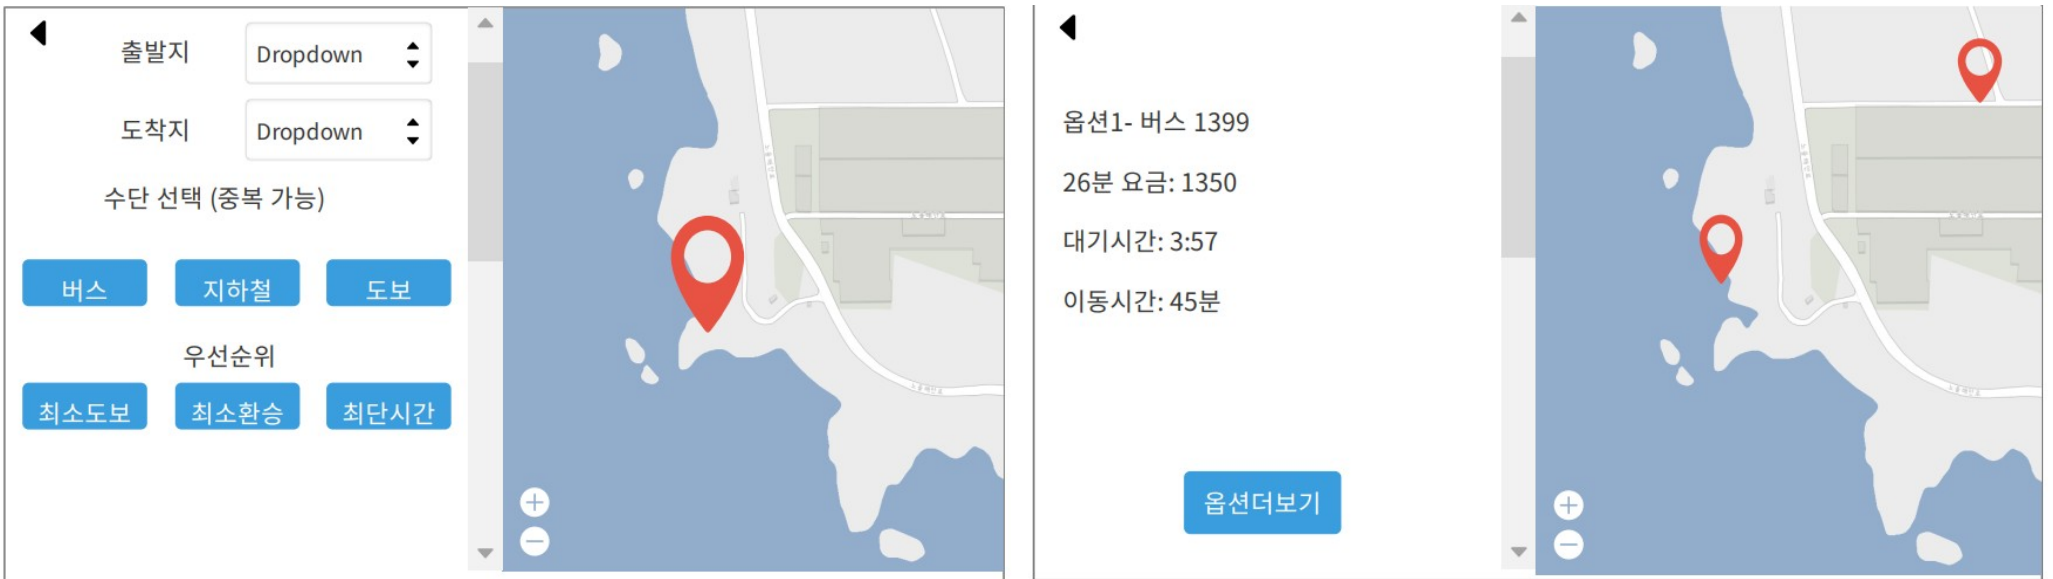 출발지 Dropdown
도착지 Dropdown
수단 선택 (중복 가능)
버스 지하철 도보
우선순위
최소도보 최소환승 최단시간
옵션1- 버스 1399
26분 요금: 1350
대기시간: 3:57
이동시간: 45분
옵션더보기